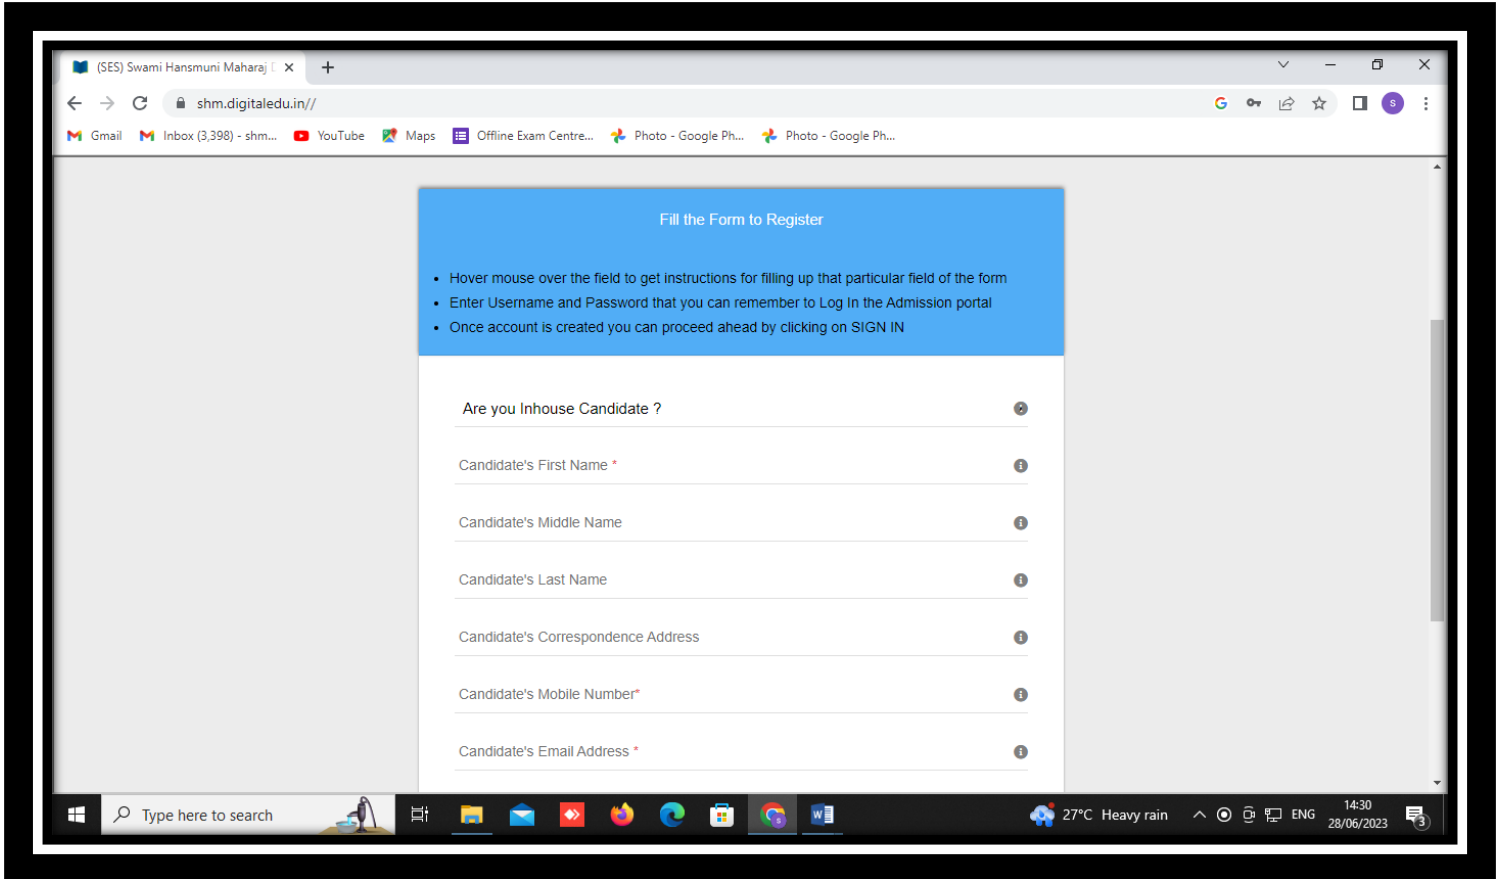 (SES) Swami Hansmuni Maharaj
shm.digitaledu.in//
G
S
Gmail
Inbox (3,398) - shm...
YouTube
Maps
Offline Exam Centre...
Photo - Google Ph...
Photo - Google Ph...
Fill the Form to Register
Hover mouse over the field to get instructions for filling up that particular field of the form
Enter Username and Password that you can remember to Log In the Admission portal
Once account is created you can proceed ahead by clicking on SIGN IN
Are you Inhouse Candidate ?
Candidate's First Name *
Candidate's Middle Name
Candidate's Last Name
Candidate's Correspondence Address
Candidate's Mobile Number*
Candidate's Email Address *
Type here to search
27°C Heavy rain
ENG
14:30
28/06/2023
3